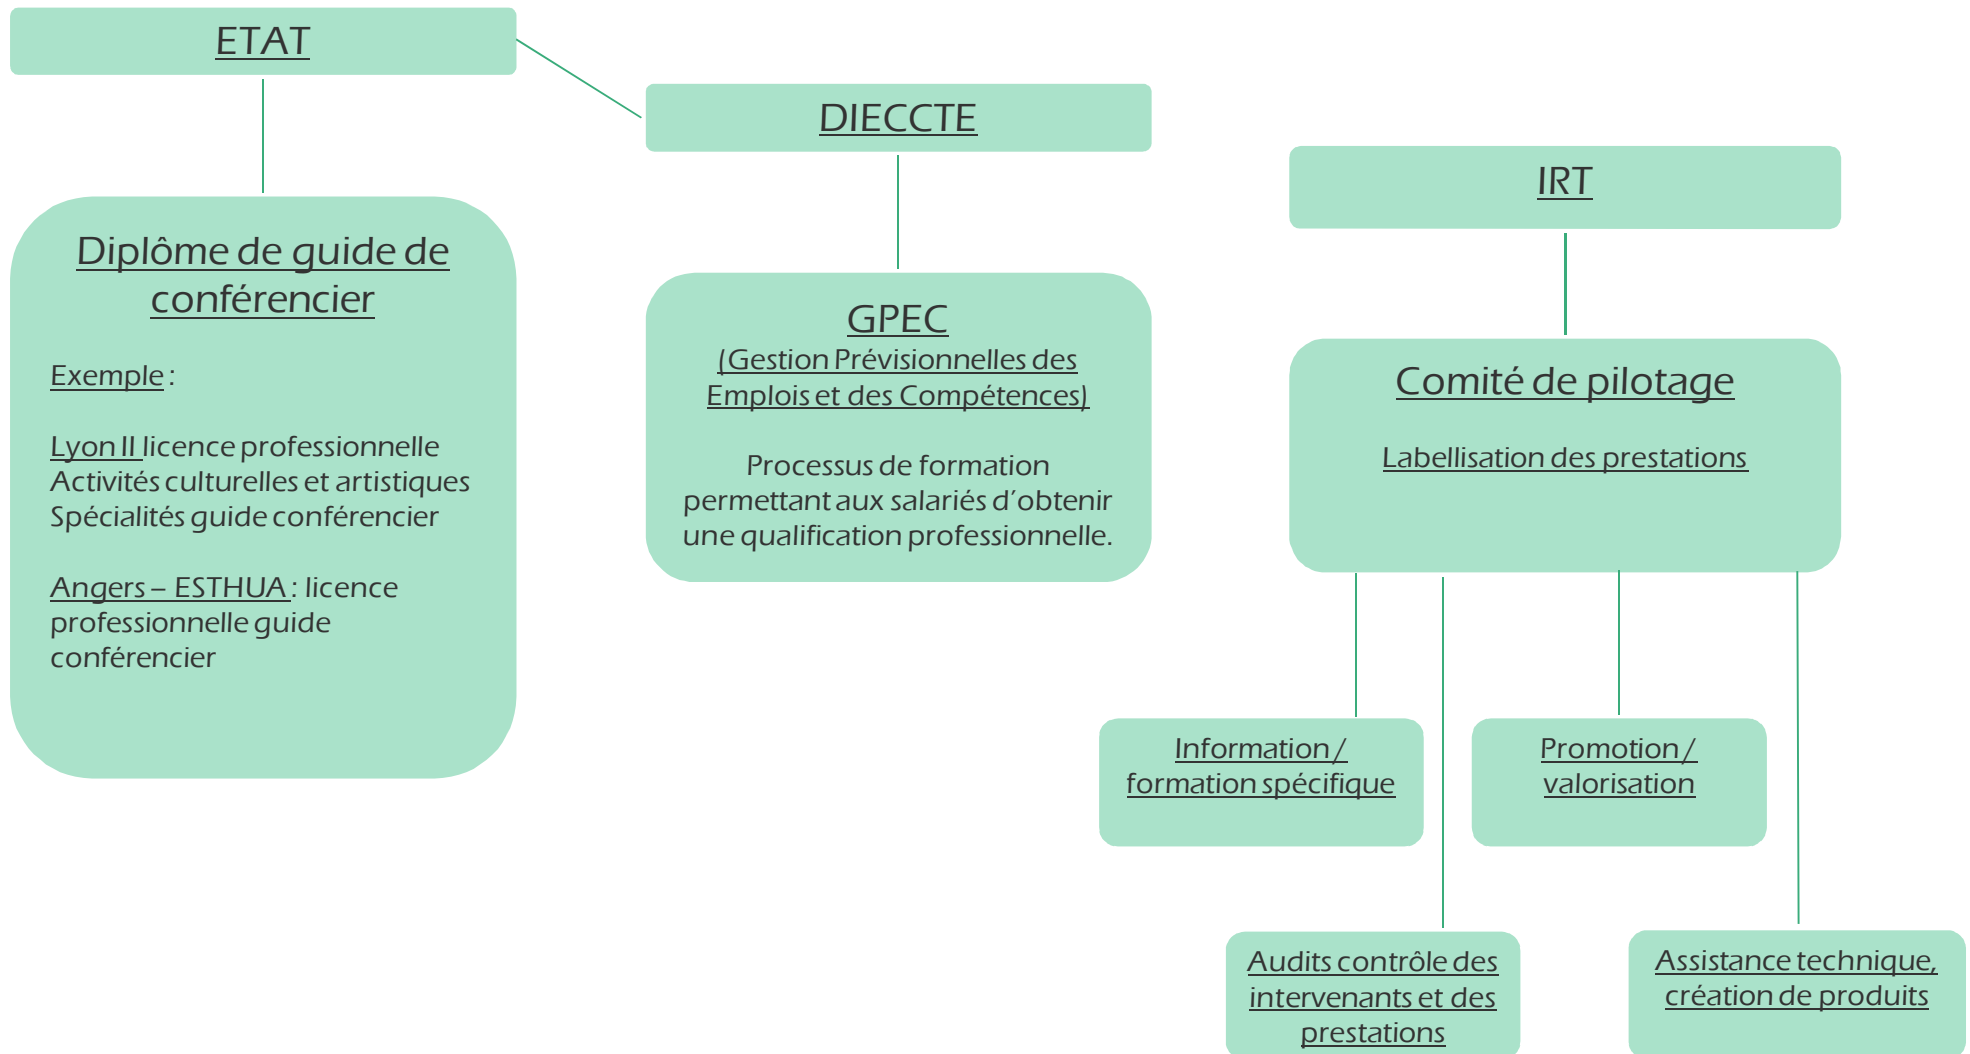 ETAT
DIECCTE
IRT
Diplôme de guide de
conférencier
Exemple :
Lyon II licence professionnelle
Activités culturelles et artistiques
Spécialités guide conférencier
Angers – ESTHUA : licence
professionnelle guide
conférencier
GPEC
(Gestion Prévisionnelles des
Emplois et des Compétences)
Processus de formation
permettant aux salariés d’obtenir
une qualification professionnelle.
Comité de pilotage
Labellisation des prestations
Information /
formation spécifique
Promotion /
valorisation
Audits contrôle des
intervenants et des
prestations
Assistance technique,
création de produits